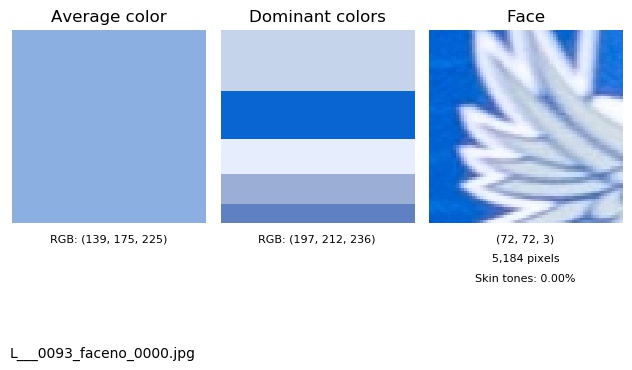 Average color
Dominant colors
Face
RGB: (139, 175, 225)
RGB: (197, 212, 236)
(72, 72, 3)
5,184 pixels
Skin tones: 0.00%
L___0093_faceno_0000.jpg